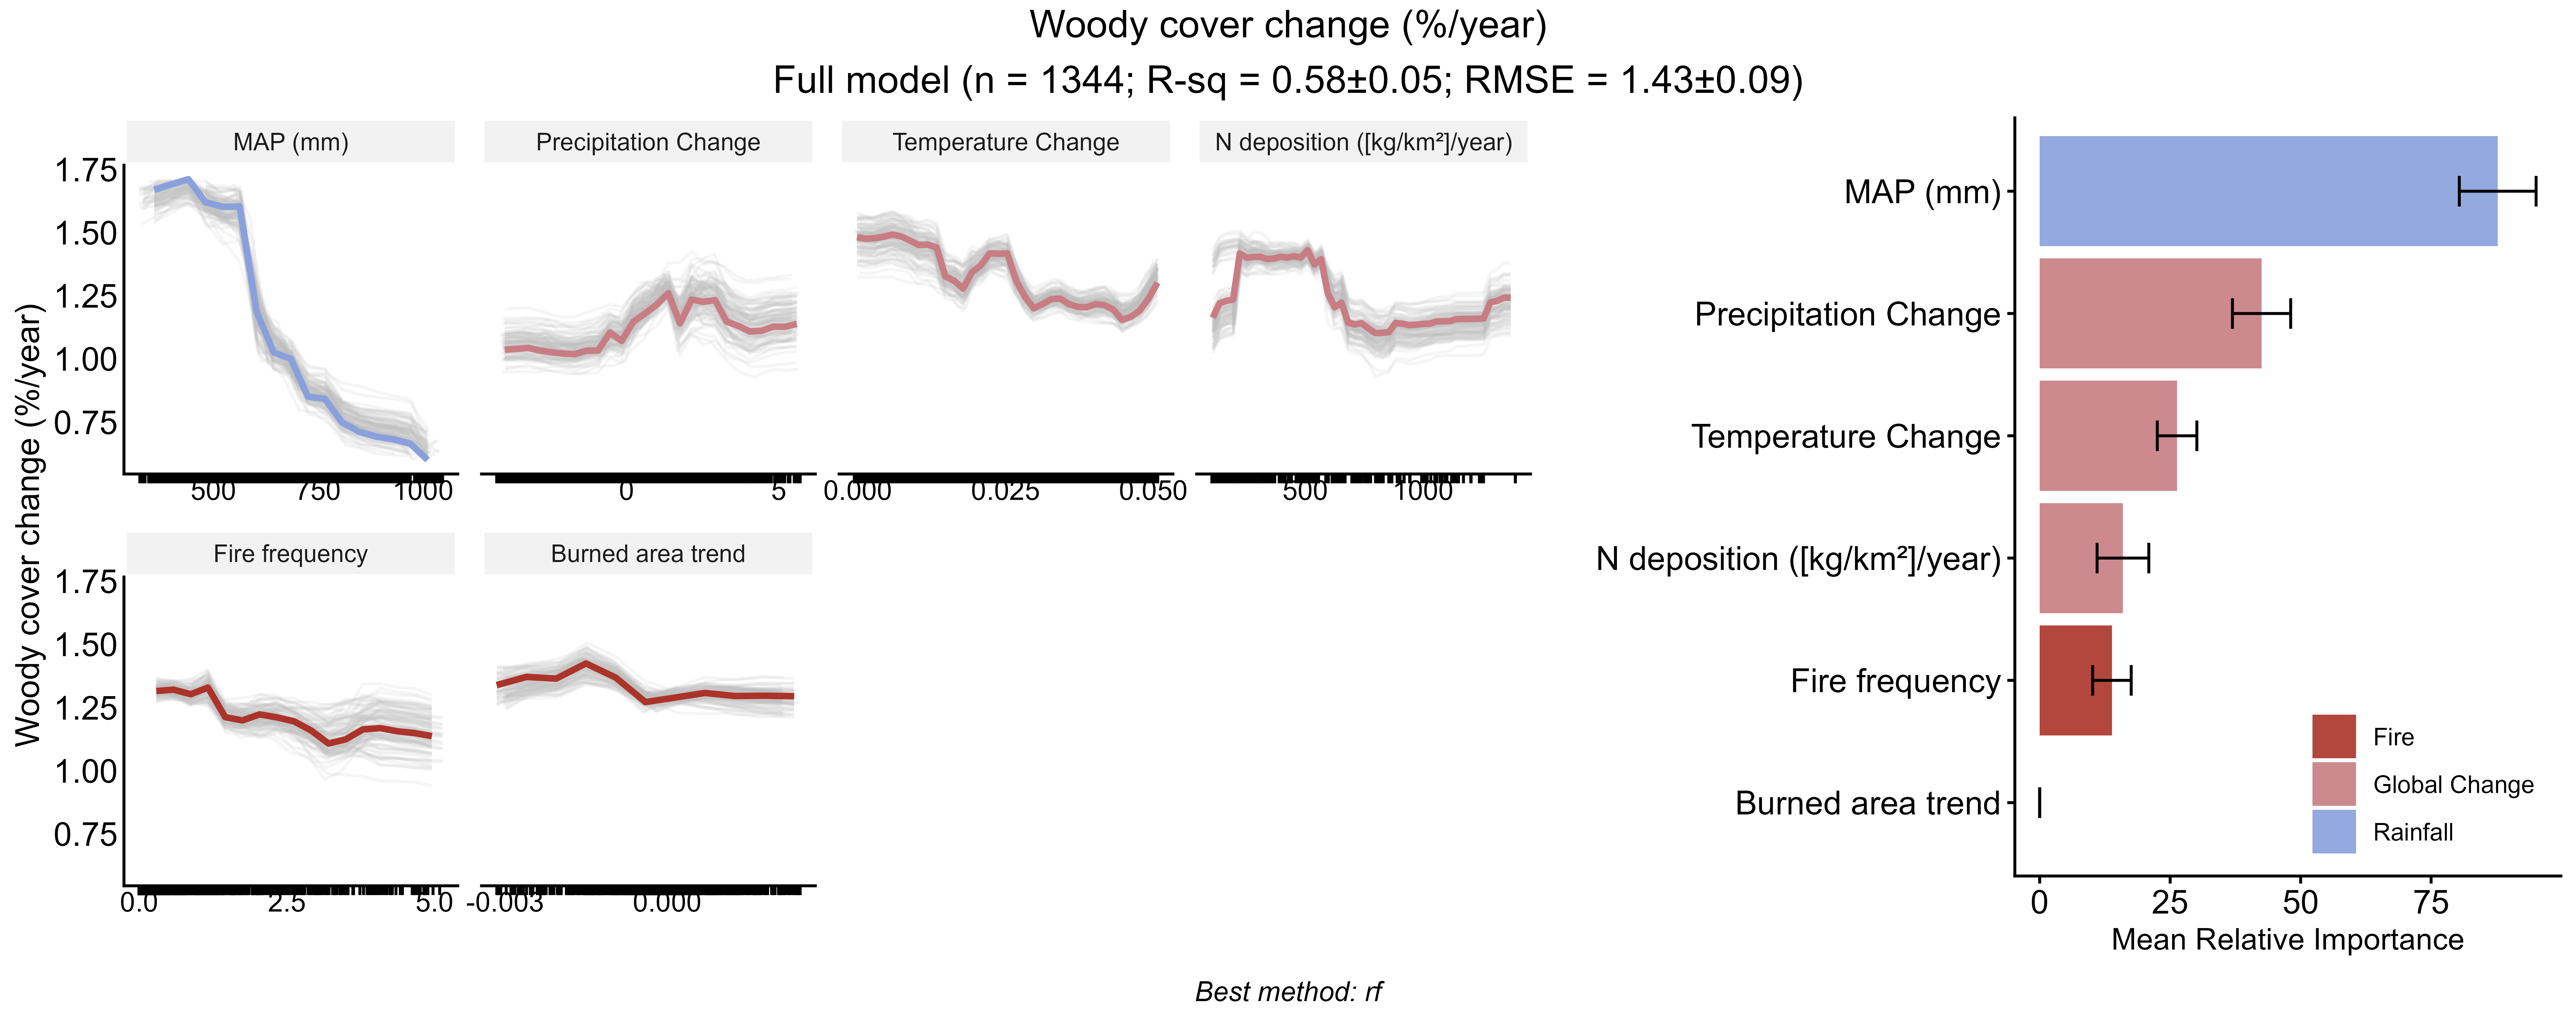 Woody cover change (%/year)
Full model (n = 1344; R-sq = 0.58±0.05; RMSE = 1.43±0.09)
MAP (mm)
Precipitation Change
Temperature Change
N deposition ([kg/km²]/year)
Woody cover change (%/year)
1.75
1.50
1.25
1.00
0.75
500 750 1000
0 5
0.000 0.025 0.050
500 1000
Fire frequency
Burned area trend
1.75
1.50
1.25
1.00
0.75
0.0 2.5 5.0
-0.003 0.000
MAP (mm)
Precipitation Change
Temperature Change
N deposition ([kg/km²]/year)
Fire frequency
Burned area trend
Fire
Global Change
Rainfall
0 25 50 75
Mean Relative Importance
Best method: rf